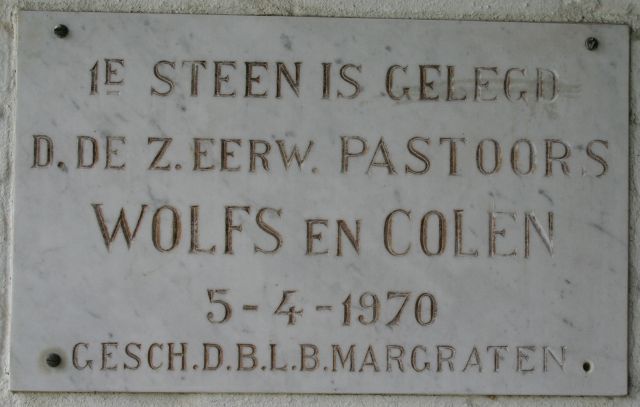 1E STEEN IS GELEGD
D. DE Z. EERW. PASTOORS
WOLFS EN COLEN
5-4-1970
GESCH.D.B.L.B.MARGRATEN.